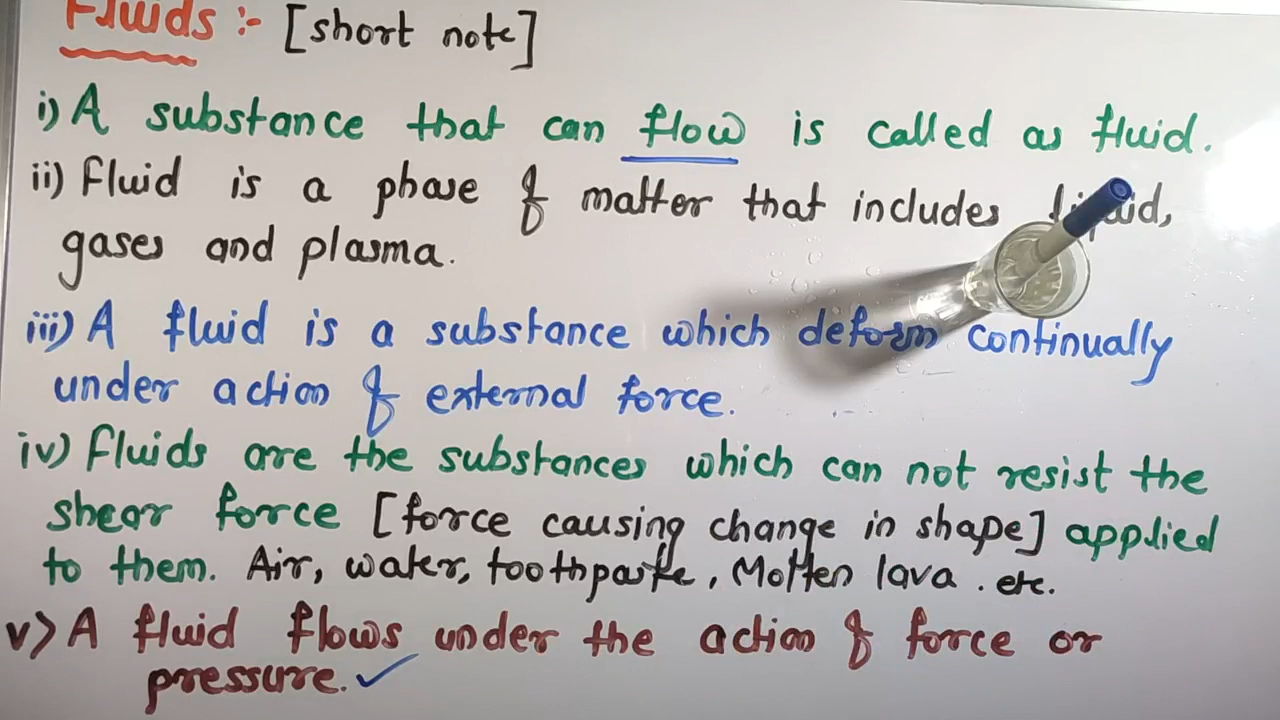 Fluids :- [short note]
i) A substance that can flow is called as fluid.
ii) Fluid is a phase of matter that includes liquid,
gases and plasma.
iii) A fluid is a substance which deform continually
under action of external force.
iv) Fluids are the substances which can not resist the
shear force [force causing change in shape] applied
to them. Air, water, toothpaste, Molten lava . etc.
v) A fluid flows under the action of force or
pressure.